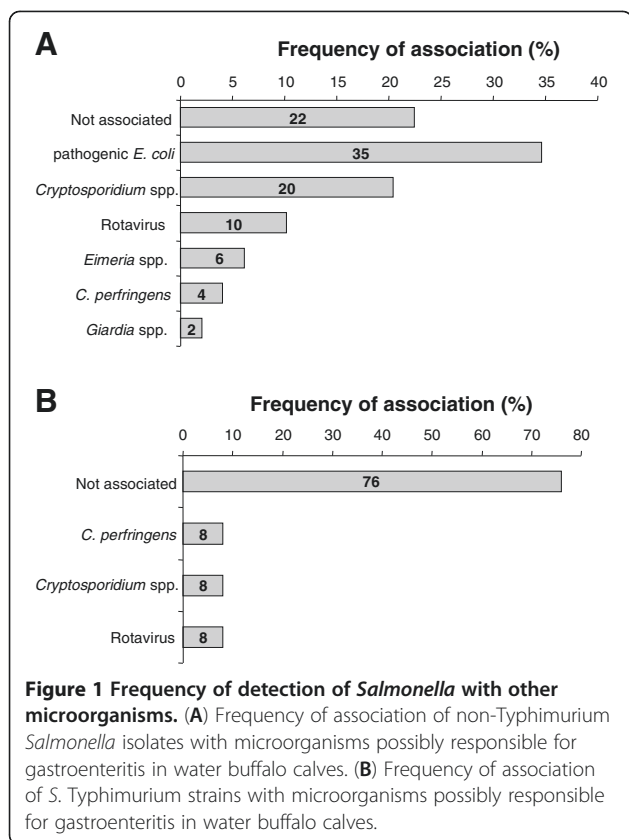 A
Frequency of association (%)
0 5 10 15 20 25 30 35 40
Not associated 22
pathogenic E. coli 35
Cryptosporidium spp. 20
Rotavirus 10
Eimeria spp. 6
C. perfringens 4
Giardia spp. 2
B
Frequency of association (%)
0 10 20 30 40 50 60 70 80
Not associated 76
C. perfringens 8
Cryptosporidium spp. 8
Rotavirus 8
Figure 1 Frequency of detection of Salmonella with other
microorganisms. (A) Frequency of association of non-Typhimurium
Salmonella isolates with microorganisms possibly responsible for
gastroenteritis in water buffalo calves. (B) Frequency of association
of S. Typhimurium strains with microorganisms possibly responsible
for gastroenteritis in water buffalo calves.